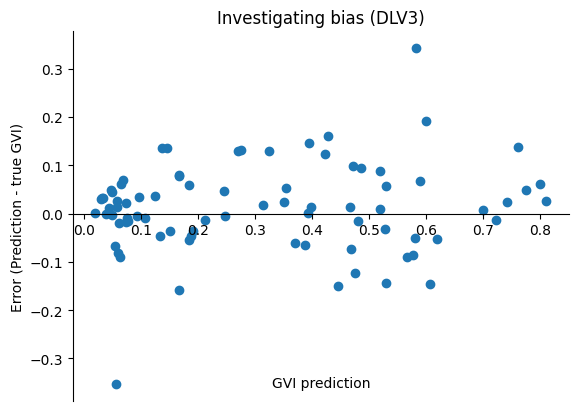 Investigating bias (DLV3)
Error (Prediction - true GVI)
0.3
0.2
0.1
0.0
−0.1
−0.2
−0.3
0.0 0.1 0.2 0.3 0.4 0.5 0.6 0.7 0.8
GVI prediction